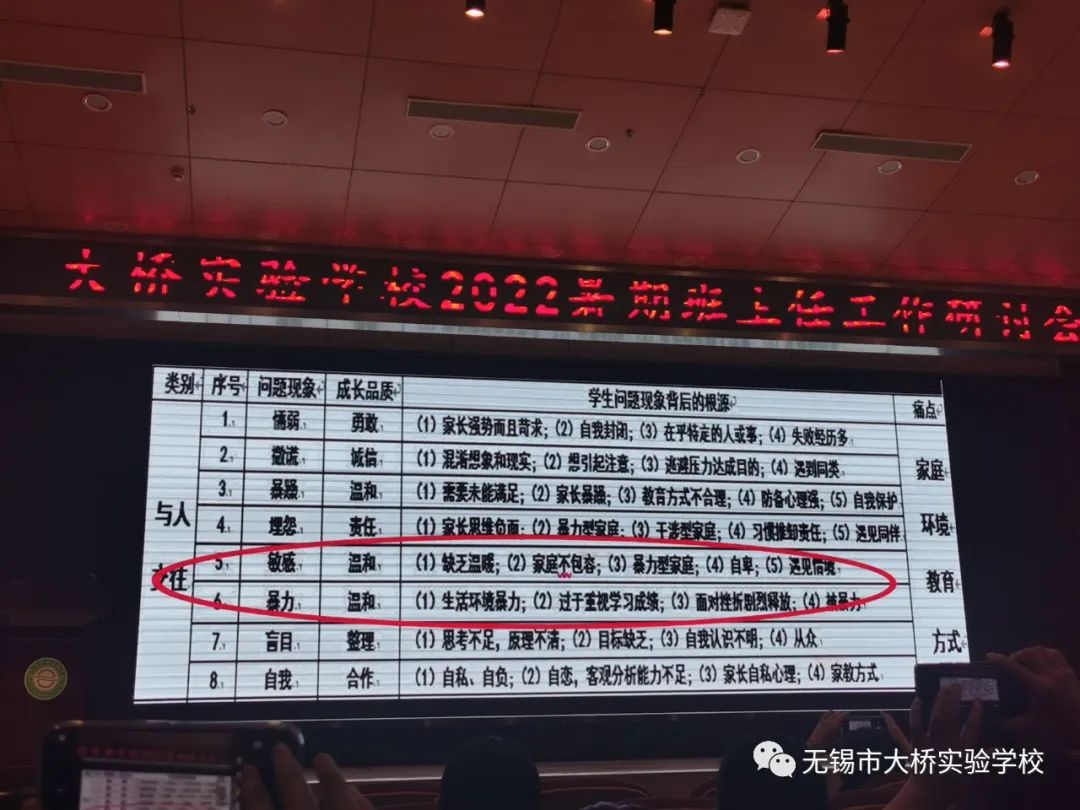 大桥实验学校2022暑期班主任工作研讨会
类别 序号 问题现象 成长品质 学生问题现象背后的根源 痛点
1. 懦弱 勇敢 (1)家长强势而且苛求；(2)自我封闭；(3)在乎特定的人或事；(4)失败经历多
2. 撒谎 诚信 (1)混淆想象和现实；(2)想引起注意；(3)逃避压力达成目的；(4)遇到同类
家庭
3. 暴躁 温和 (1)需要未能满足；(2)家长暴躁；(3)教育方式不合理；(4)防备心理强；(5)自我保护
与人
4. 埋怨 责任 (1)家长思维负面；(2)暴力型家庭；(3)干涉型家庭；(4)习惯推卸责任；(5)遇见同伴
环境
5. 敏感 温和 (1)缺乏温暖；(2)家庭不包容；(3)暴力型家庭；(4)自卑；(5)遇见情境
交往
教育
6. 暴力 温和 (1)生活环境暴力；(2)过于重视学习成绩；(3)面对挫折剧烈释放；(4)被暴力
7. 盲目 整理 (1)思考不足，原理不清；(2)目标缺乏；(3)自我认识不明；(4)从众
方式
8. 自我 合作 (1)自私、自负；(2)自恋，客观分析能力不足；(3)家长自私心理；(4)家教方式
无锡市大桥实验学校